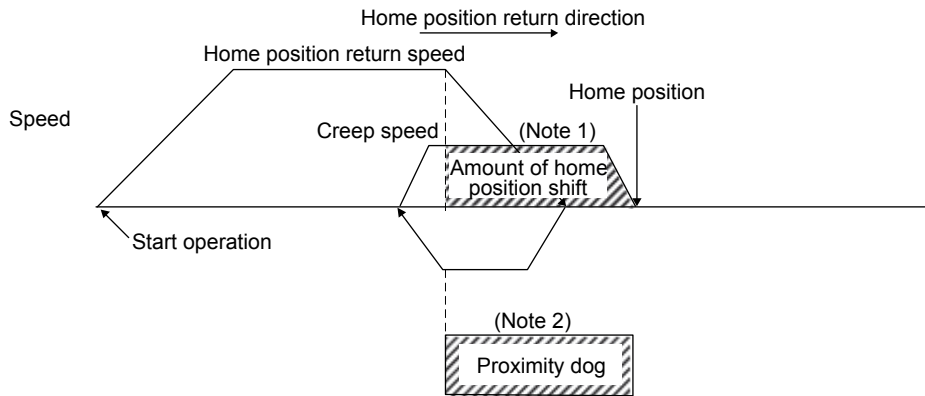 Home position return direction
Home position return speed
Home position
Speed
Creep speed
(Note 1)
Amount of home
position shift
Start operation
(Note 2)
Proximity dog